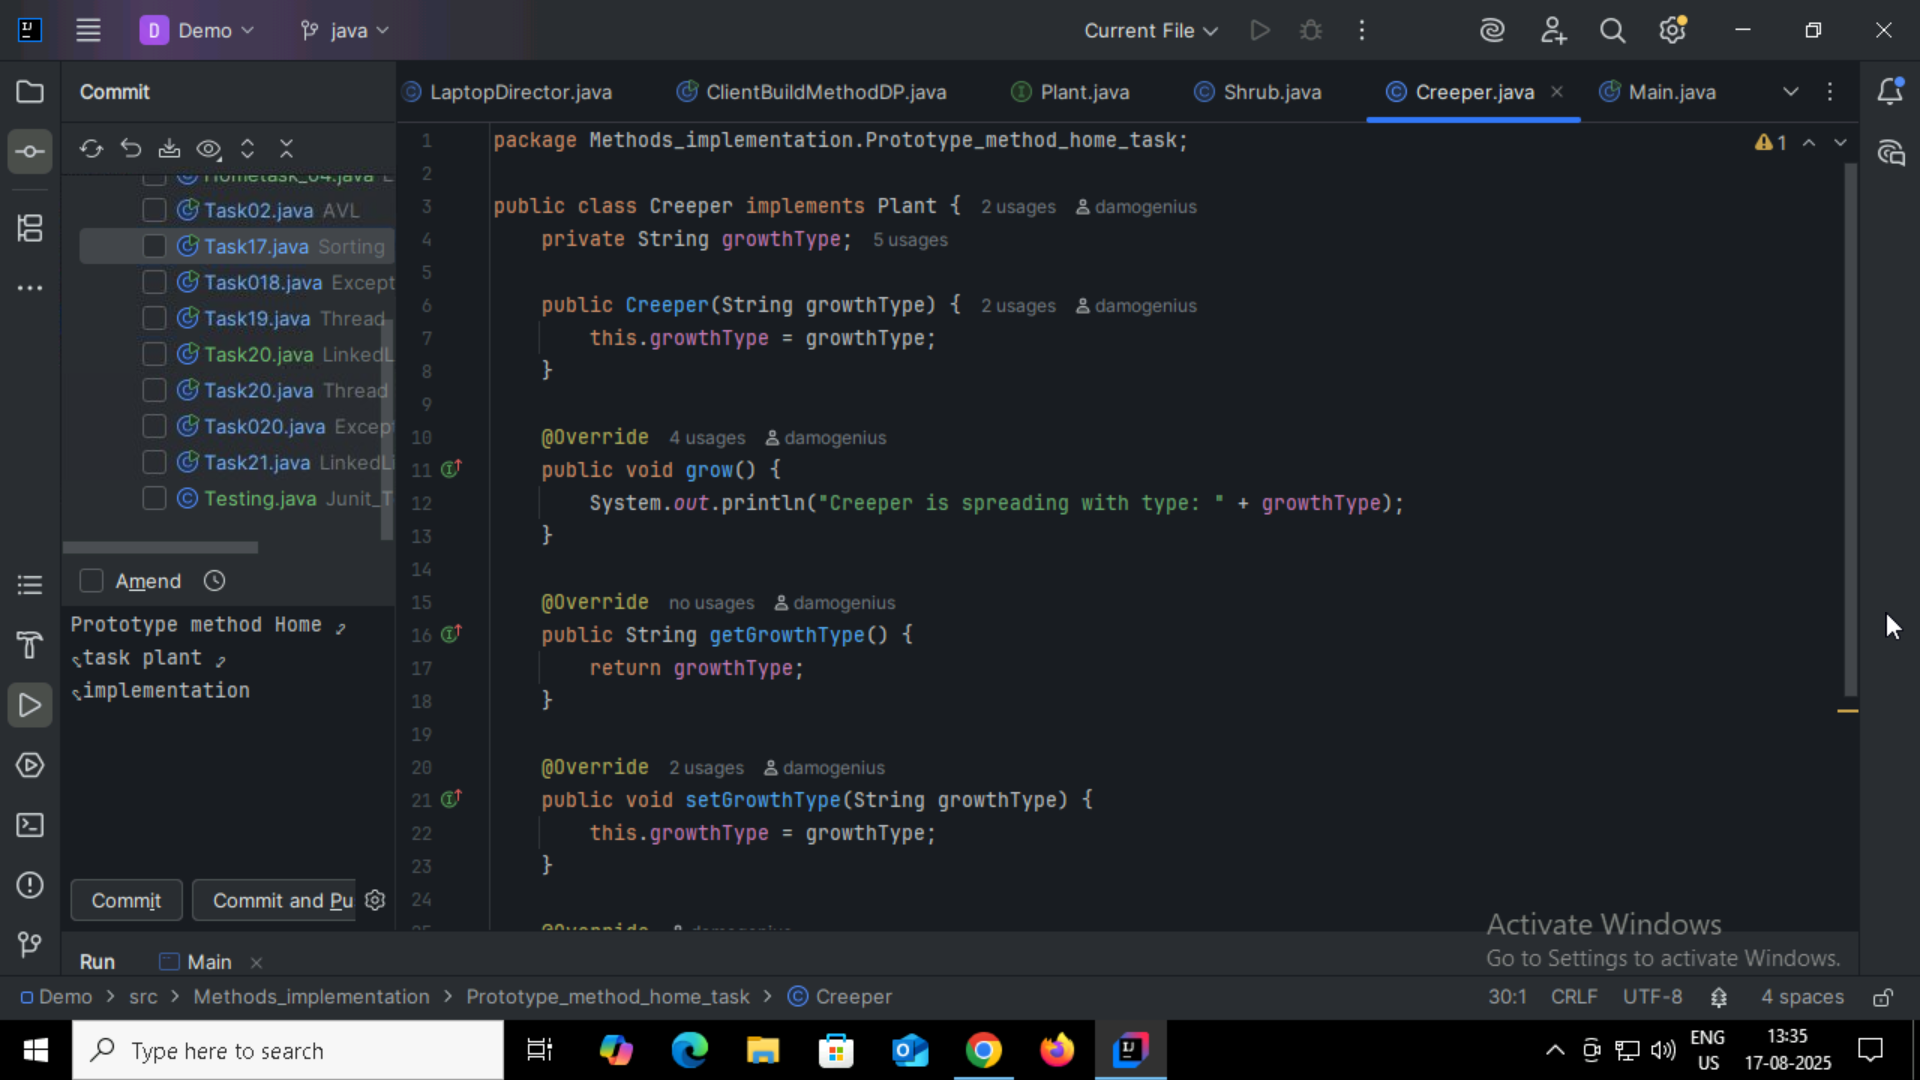 D Demo java Current File
Commit
LaptopDirector.java ClientBuildMethodDP.java Plant.java Shrub.java Creeper.java Main.java
Hometask_04.java
Task02.java AVL
Task17.java Sorting
Task018.java Except
Task19.java Thread
Task20.java LinkedL
Task20.java Thread
Task020.java Excep
Task21.java LinkedLi
Testing.java Junit_T
Amend
Prototype method Home
task plant
implementation
Commit Commit and Pu
1 package Methods_implementation.Prototype_method_home_task; 1
2
3 public class Creeper implements Plant { 2 usages damogenius
4 private String growthType; 5 usages
5
6 public Creeper(String growthType) { 2 usages damogenius
7 this.growthType = growthType;
8 }
9
10 @Override 4 usages damogenius
11 public void grow() {
12 System.out.println("Creeper is spreading with type: " + growthType);
13 }
14
15 @Override no usages damogenius
16 public String getGrowthType() {
17 return growthType;
18 }
19
20 @Override 2 usages damogenius
21 public void setGrowthType(String growthType) {
22 this.growthType = growthType;
23 }
24
25 @Override damogenius
Activate Windows
Go to Settings to activate Windows.
Run Main
Demo > src > Methods_implementation > Prototype_method_home_task > Creeper 30:1 CRLF UTF-8 4 spaces
Type here to search
ENG
US
13:35
17-08-2025